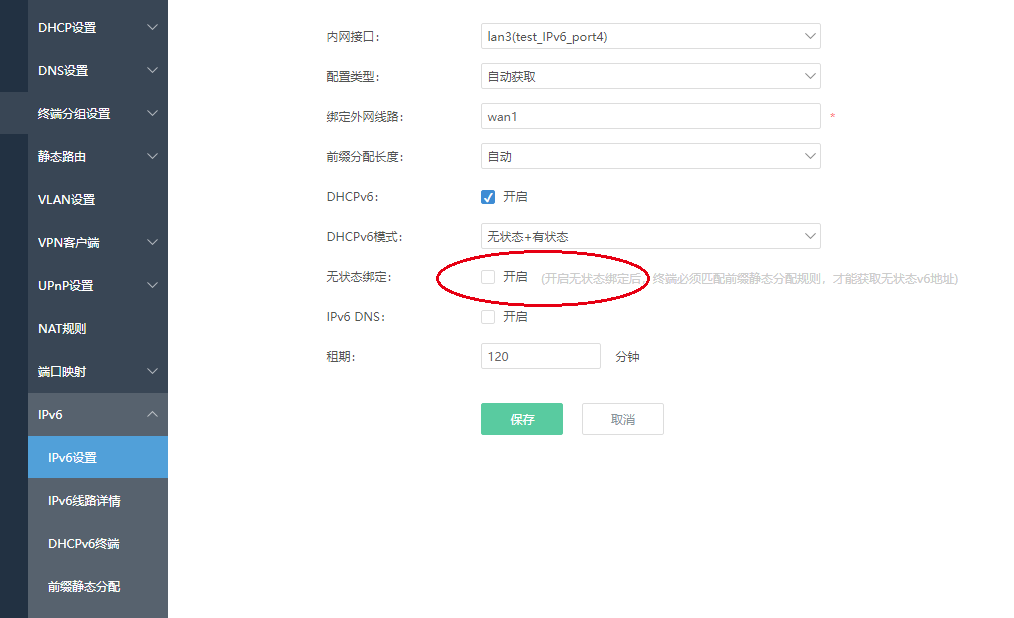 DHCP设置
DNS设置
终端分组设置
静态路由
VLAN设置
VPN客户端
UPnP设置
NAT规则
端口映射
IPv6
IPv6设置
IPv6线路详情
DHCPv6终端
前缀静态分配
内网接口: lan3(test_IPv6_port4)
配置类型: 自动获取
绑定外网线路: wan1 *
前缀分配长度: 自动
DHCPv6: 开启
DHCPv6模式: 无状态+有状态
无状态绑定: 开启 (开启无状态绑定后，终端必须匹配前缀静态分配规则，才能获取无状态v6地址)
IPv6 DNS: 开启
租期: 120 分钟
保存 取消